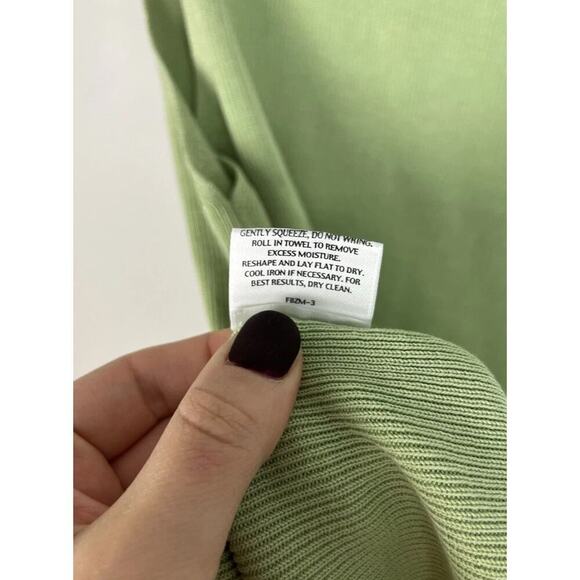 GENTLY SQUEEZE, DO NOT WRING.
ROLL IN TOWEL TO REMOVE
EXCESS MOISTURE.
RESHAPE AND LAY FLAT TO DRY.
COOL IRON IF NECESSARY. FOR
BEST RESULTS, DRY CLEAN.
F11ZM-3